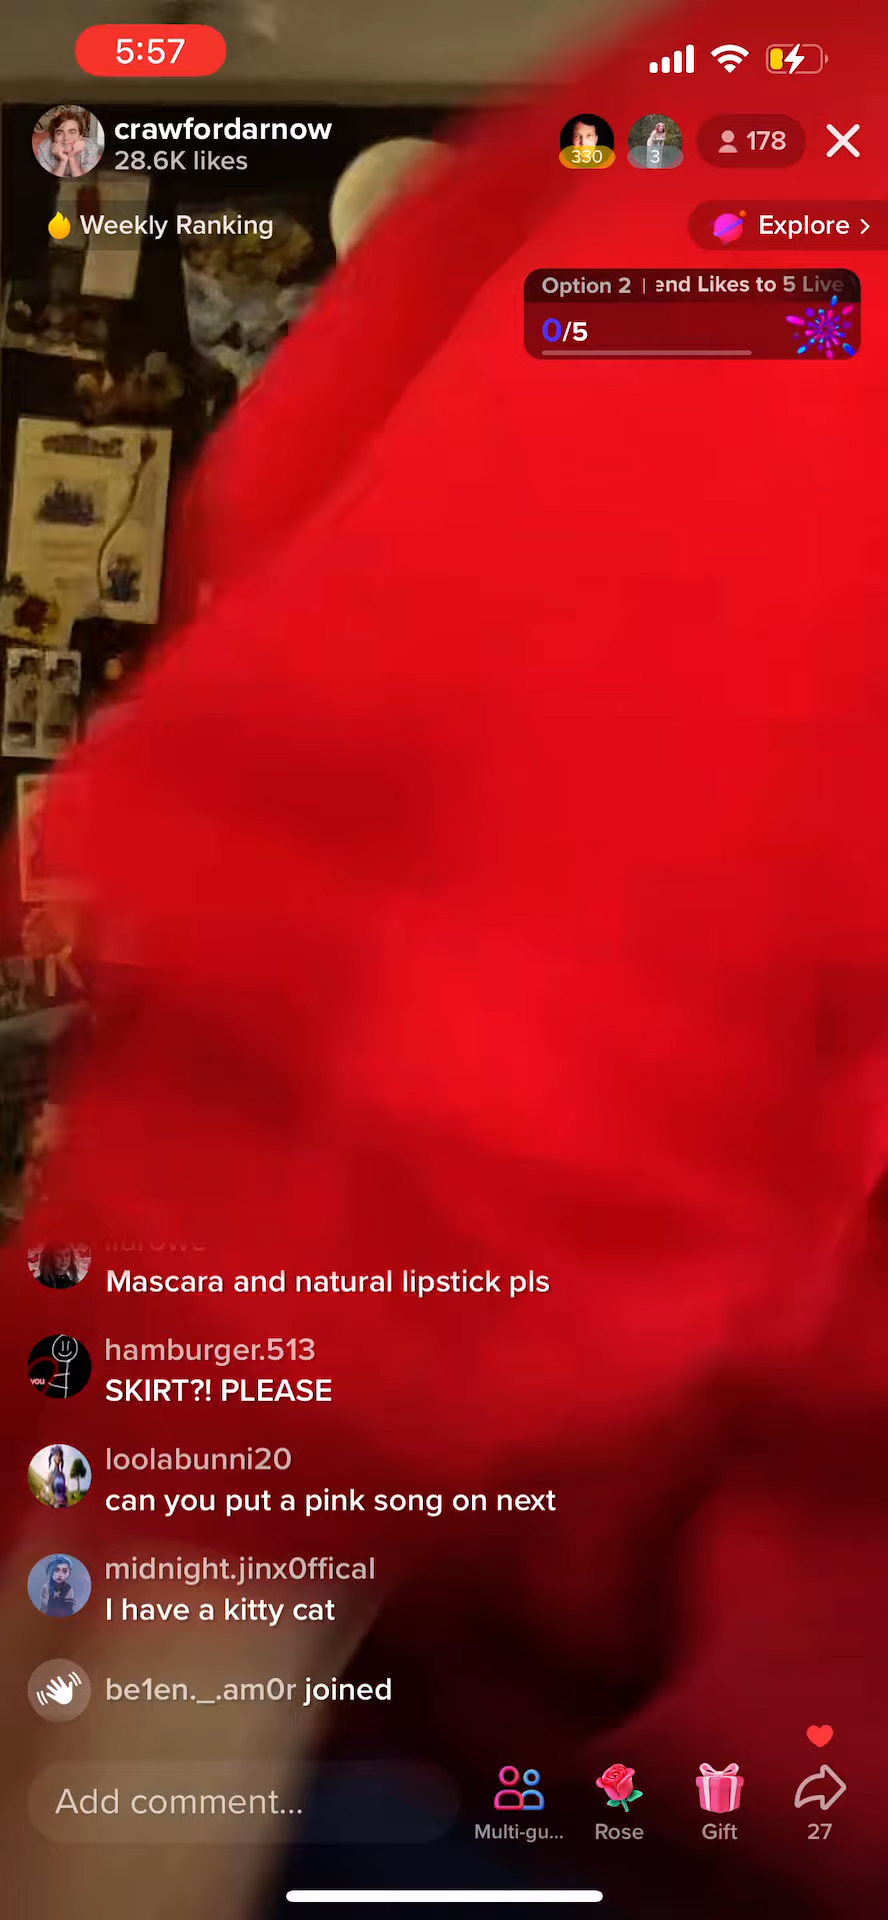 5:57
crawfordarnow
28.6K likes
330
3
178
Weekly Ranking
Explore >
Option 2 | end Likes to 5 Live
0/5
Mascara and natural lipstick pls
hamburger.513
SKIRT?! PLEASE
YOU
loolabunni20
can you put a pink song on next
midnight.jinx0ffical
I have a kitty cat
be1en._.am0r joined
Add comment...
Multi-gu...
Rose
Gift
27